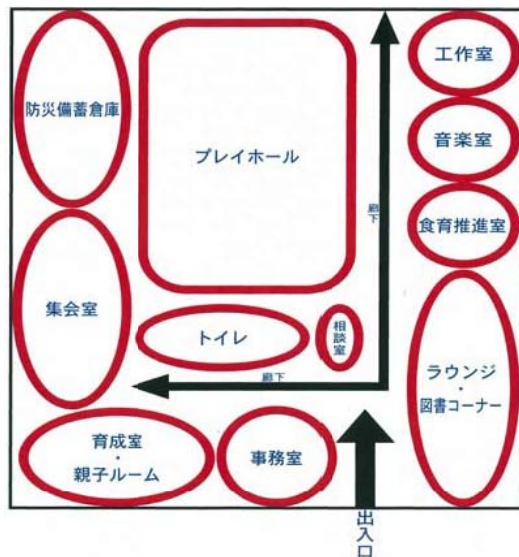 防災備蓄倉庫
プレイホール
工作室
音楽室
食育推進室
廊下
集会室
トイレ
相談室
ラウンジ
・
図書コーナー
廊下
育成室
・
親子ルーム
事務室
出入口